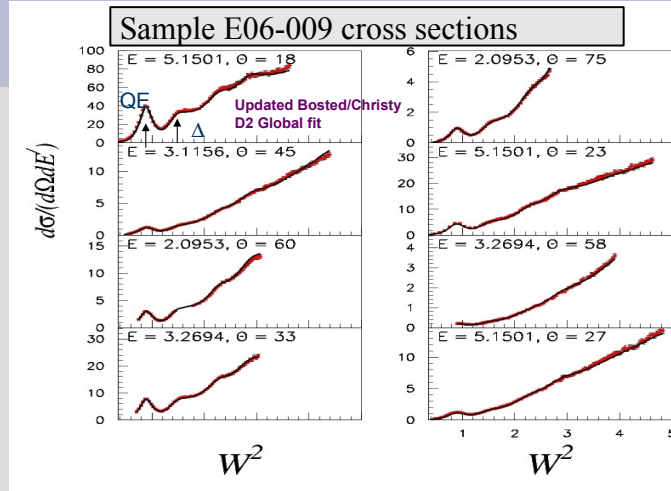 Sample E06-009 cross sections
dσ/(dΩdE′)
100
80
60
40
20
0
E = 5.1501, Θ = 18
QE
Δ
Updated Bosted/Christy
D2 Global fit
10
5
0
E = 3.1156, Θ = 45
15
10
5
0
E = 2.0953, Θ = 60
30
20
10
0
E = 3.2694, Θ = 33
W²
6
4
2
0
E = 2.0953, Θ = 75
30
20
10
0
E = 5.1501, Θ = 23
4
3
2
1
0
E = 3.2694, Θ = 58
10
5
0
E = 5.1501, Θ = 27
1 2 3 4 5
W²